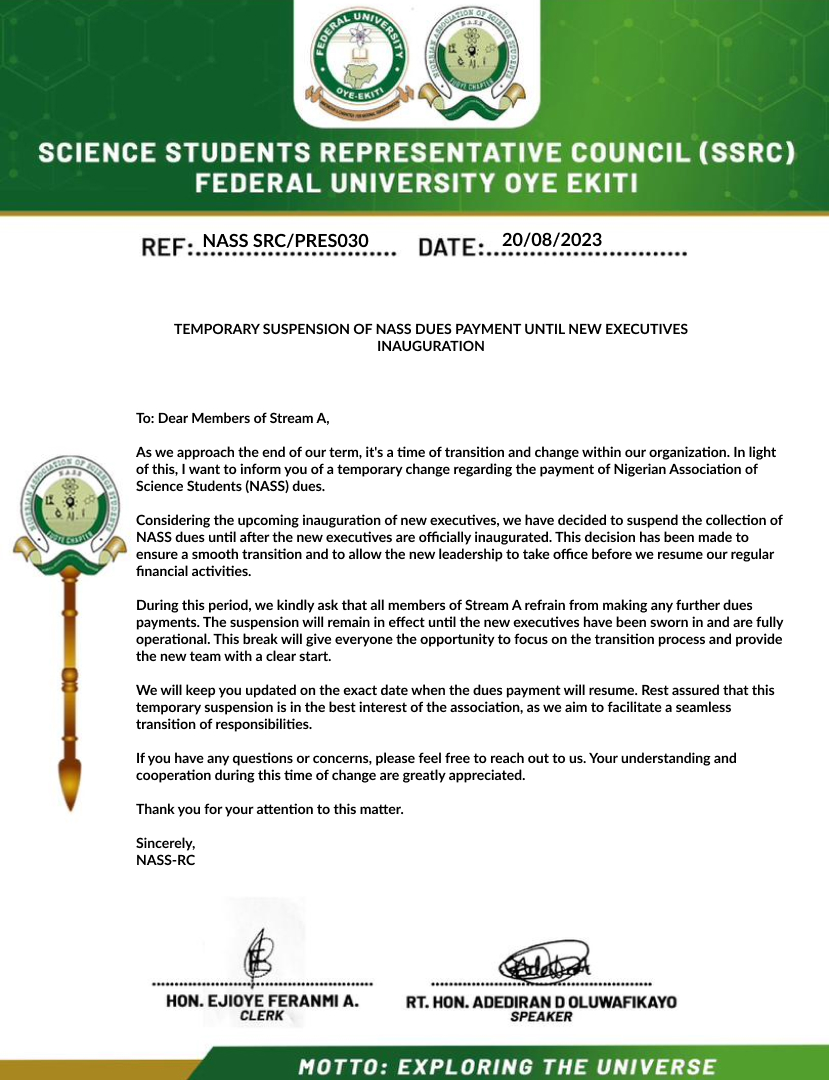 FEDERAL UNIVERSITY
OYE-EKITI
NIGERIAN ASSOCIATION OF SCIENCE STUDENTS
N.A.S.S
FUOYE CHAPTER
SCIENCE STUDENTS REPRESENTATIVE COUNCIL (SSRC)
FEDERAL UNIVERSITY OYE EKITI
REF: NASS SRC/PRES030 DATE: 20/08/2023
TEMPORARY SUSPENSION OF NASS DUES PAYMENT UNTIL NEW EXECUTIVES
INAUGURATION
To: Dear Members of Stream A,
As we approach the end of our term, it's a time of transition and change within our organization. In light
of this, I want to inform you of a temporary change regarding the payment of Nigerian Association of
Science Students (NASS) dues.
Considering the upcoming inauguration of new executives, we have decided to suspend the collection of
NASS dues until after the new executives are officially inaugurated. This decision has been made to
ensure a smooth transition and to allow the new leadership to take office before we resume our regular
financial activities.
During this period, we kindly ask that all members of Stream A refrain from making any further dues
payments. The suspension will remain in effect until the new executives have been sworn in and are fully
operational. This break will give everyone the opportunity to focus on the transition process and provide
the new team with a clear start.
We will keep you updated on the exact date when the dues payment will resume. Rest assured that this
temporary suspension is in the best interest of the association, as we aim to facilitate a seamless
transition of responsibilities.
If you have any questions or concerns, please feel free to reach out to us. Your understanding and
cooperation during this time of change are greatly appreciated.
Thank you for your attention to this matter.
Sincerely,
NASS-RC
NIGERIAN ASSOCIATION OF SCIENCE STUDENTS
N.A.S.S
FUOYE CHAPTER
HON. EJIOYE FERANMI A. RT. HON. ADEDIRAN D OLUWAFIKAYO
CLERK SPEAKER
MOTTO: EXPLORING THE UNIVERSE